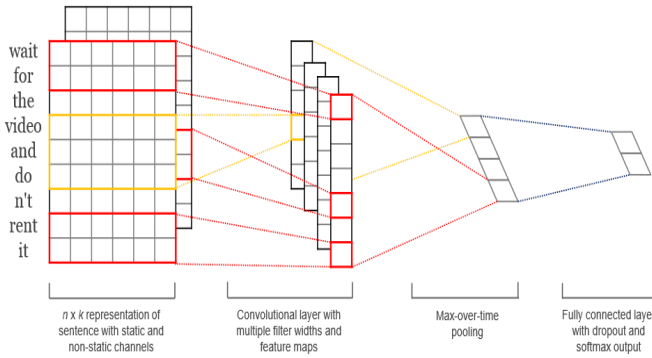 wait
for
the
video
and
do
n't
rent
it
n x k representation of
sentence with static and
non-static channels
Convolutional layer with
multiple filter widths and
feature maps
Max-over-time
pooling
Fully connected laye
with dropout and
softmax output